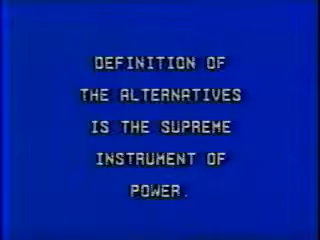 DEFINITION OF
THE ALTERNATIVES
IS THE SUPREME
INSTRUMENT OF
POWER.